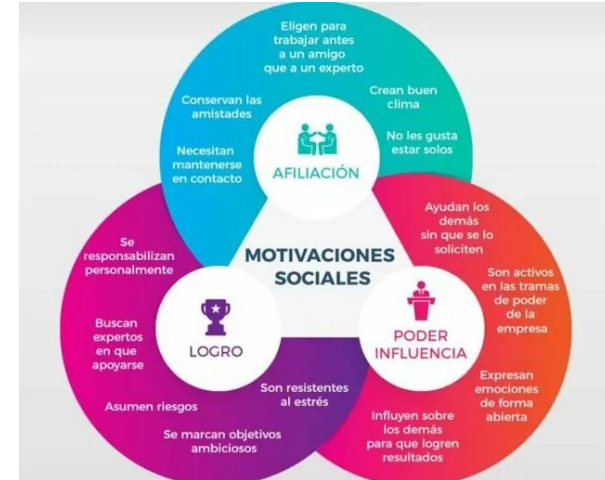 Eligen para
trabajar antes
a un amigo
que a un experto
Conservan las
amistades
Crean buen
clima
Necesitan
mantenerse
en contacto
No les gusta
estar solos
AFILIACIÓN
MOTIVACIONES
SOCIALES
Se
responsabilizan
personalmente
Buscan
expertos
en que
apoyarse
LOGRO
Asumen riesgos
Son resistentes
al estrés
Se marcan objetivos
ambiciosos
Ayudan los
demás
sin que se lo
soliciten
Son activos
en las tramas
de poder
de la
empresa
PODER
INFLUENCIA
Expresan
emociones
de forma
abierta
Influyen sobre
los demás
para que logren
resultados